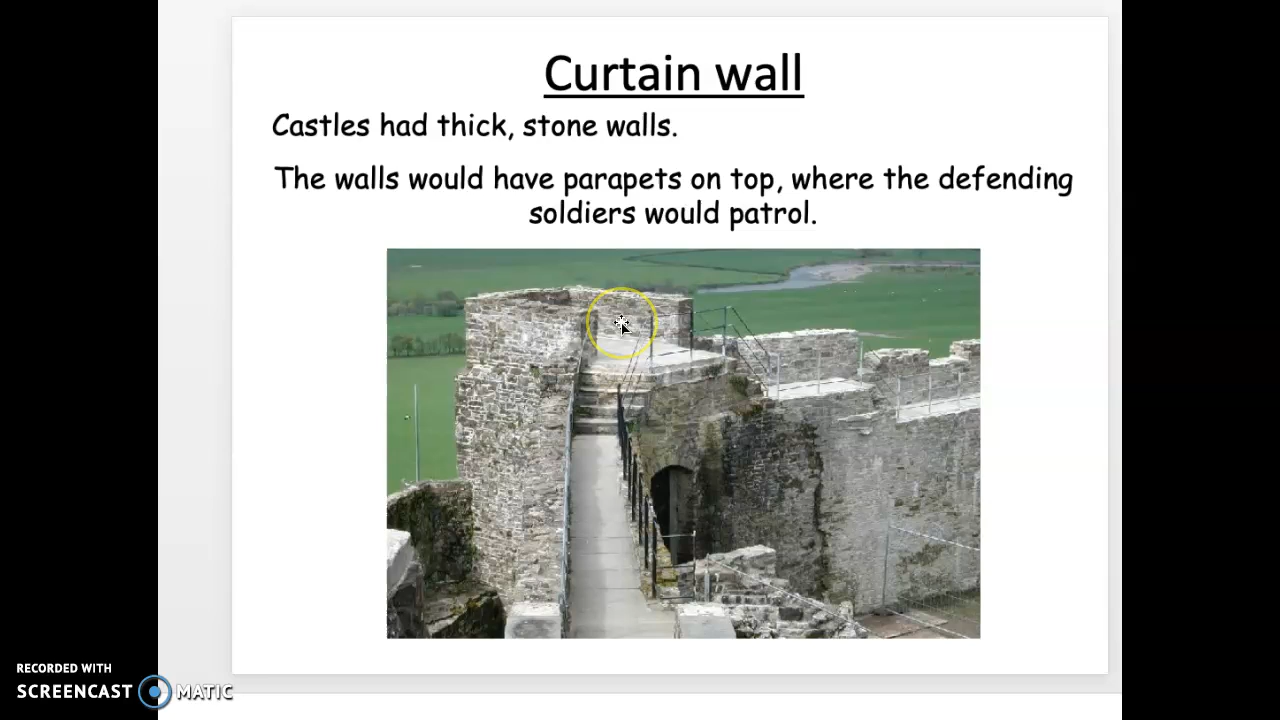 Curtain wall
Castles had thick, stone walls.
The walls would have parapets on top, where the defending
soldiers would patrol.
RECORDED WITH
SCREENCAST MATIC